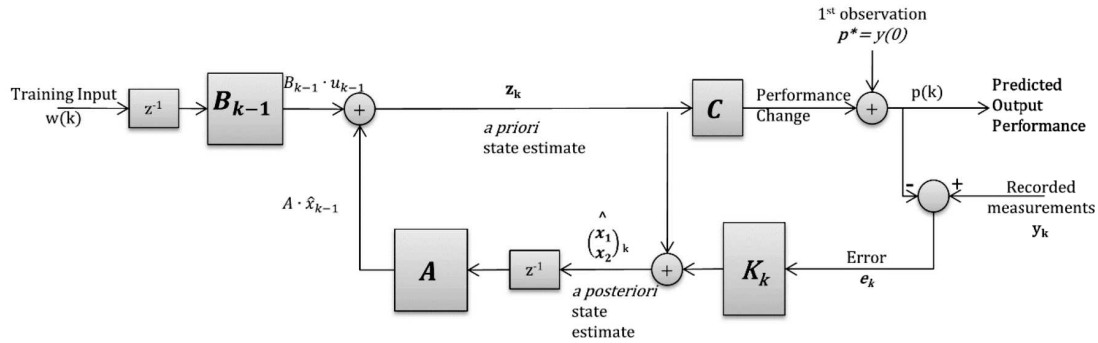 1st observation
p* = y(0)
Training Input
w(k)
z-1
Bk−1
Bk−1 · uk−1
+
zk
a priori
state estimate
C
Performance
Change
+
p(k)
Predicted
Output
Performance
-
+
Recorded
measurements
yk
A · x̂k−1
A
z-1
^
(x1
x2)k
a posteriori
state
estimate
+
Kk
Error
ek